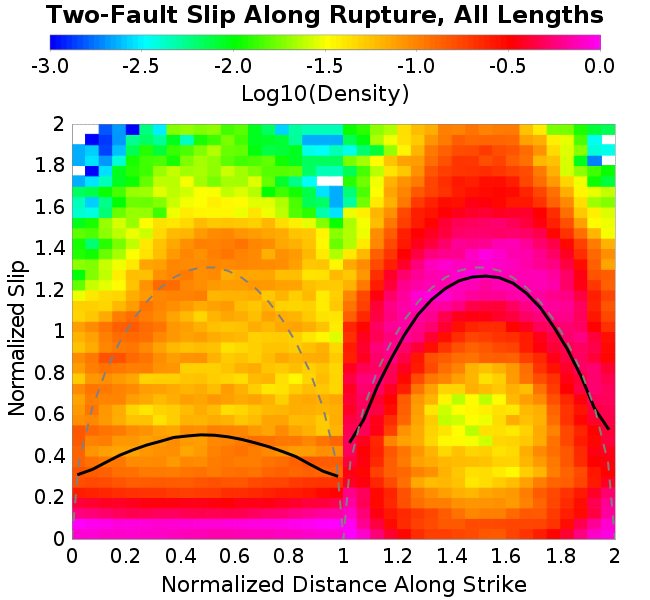 Two-Fault Slip Along Rupture, All Lengths
-3.0 -2.5 -2.0 -1.5 -1.0 -0.5 0.0
Log10(Density)
2
1.8
1.6
1.4
1.2
1
0.8
0.6
0.4
0.2
0
Normalized Slip
0 0.2 0.4 0.6 0.8 1 1.2 1.4 1.6 1.8 2
Normalized Distance Along Strike